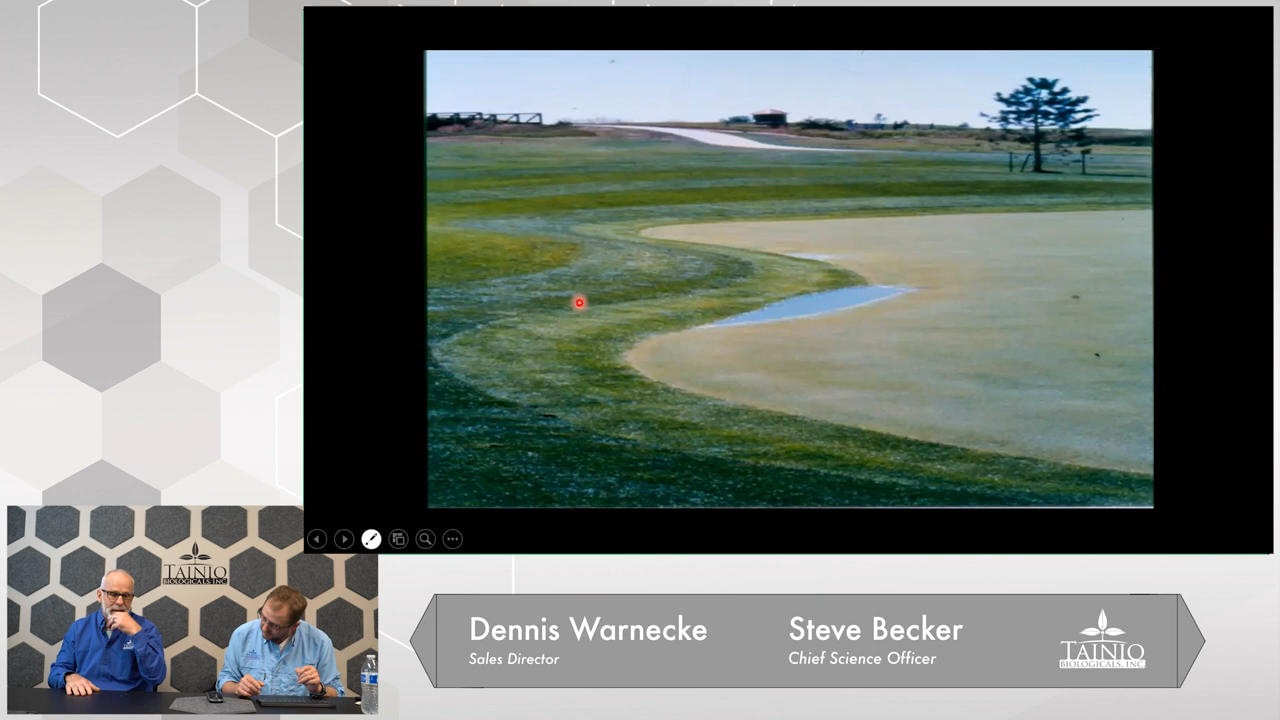 TAINIO
BIOLOGICALS, INC
Dennis Warnecke
Sales Director
Steve Becker
Chief Science Officer
TAINIO
BIOLOGICALS, INC